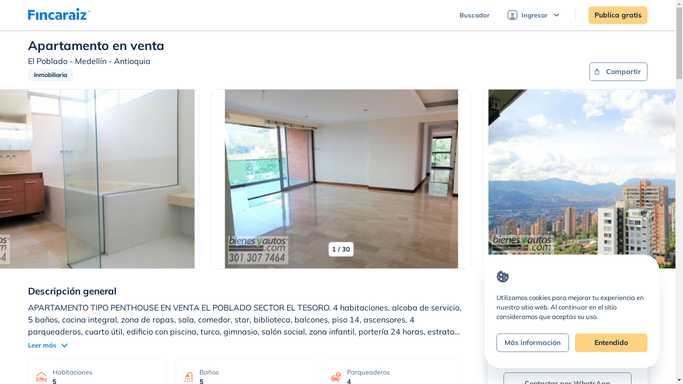 Fincaraiz
Buscador
Ingresar
Publica gratis
Apartamento en venta
El Poblado - Medellín - Antioquia
Inmobiliaria
Compartir
autos
.com
7464
bienesyautos
.com
301 307 7464
1 / 30
bienesyautos
.com
Descripción general
APARTAMENTO TIPO PENTHOUSE EN VENTA EL POBLADO SECTOR EL TESORO. 4 habitaciones, alcoba de servicio,
5 baños, cocina integral, zona de ropas, sala, comedor, star, biblioteca, balcones, piso 14, ascensores, 4
parqueaderos, cuarto útil, edificio con piscina, turco, gimnasio, salón social, zona infantil, portería 24 horas, estrato...
Leer más
Habitaciones
5
Baños
5
Parqueaderos
4
Utilizamos cookies para mejorar tu experiencia en
nuestro sitio web. Al continuar en el sitio
consideramos que aceptas su uso.
Más información
Entendido
Contactar por WhatsApp